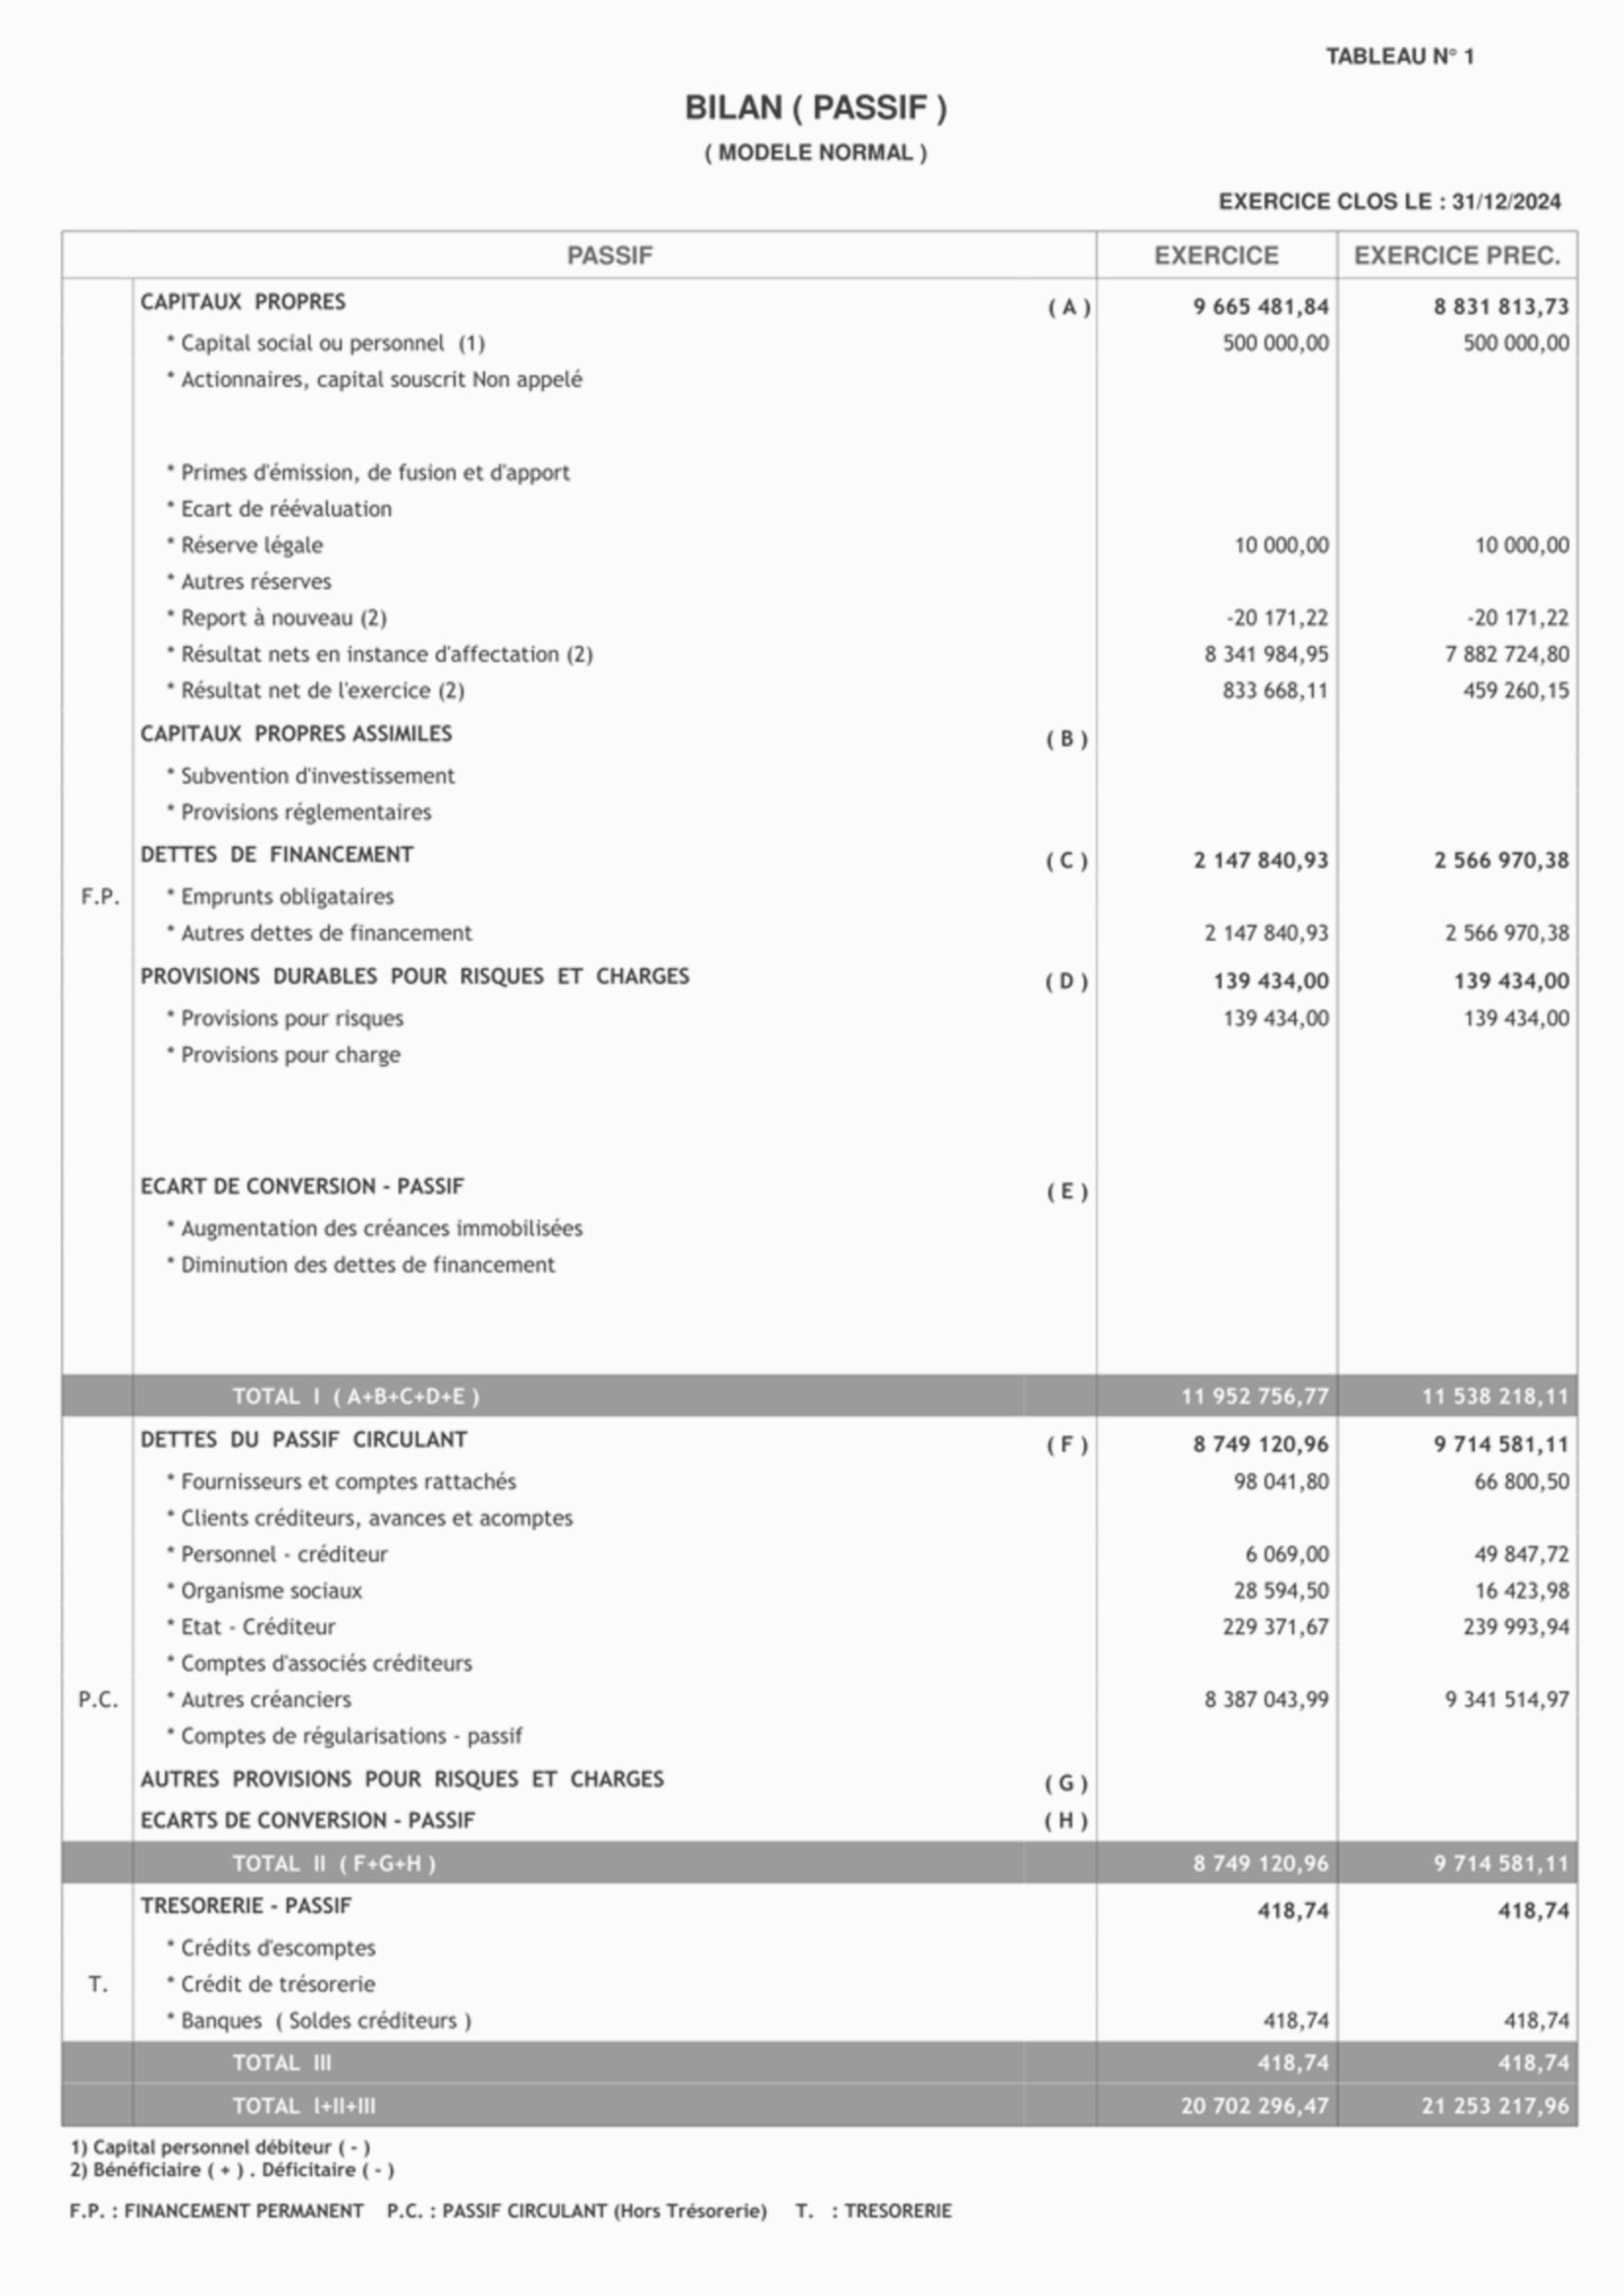 TABLEAU N° 1
BILAN ( PASSIF )
( MODELE NORMAL )
EXERCICE CLOS LE : 31/12/2024
PASSIF EXERCICE EXERCICE PREC.
CAPITAUX PROPRES ( A ) 9 665 481,84 8 831 813,73
* Capital social ou personnel (1) 500 000,00 500 000,00
* Actionnaires, capital souscrit Non appelé
* Primes d'émission, de fusion et d'apport
* Ecart de réévaluation
* Réserve légale 10 000,00 10 000,00
* Autres réserves
* Report à nouveau (2) -20 171,22 -20 171,22
* Résultat nets en instance d'affectation (2) 8 341 984,95 7 882 724,80
* Résultat net de l'exercice (2) 833 668,11 459 260,15
CAPITAUX PROPRES ASSIMILES ( B )
* Subvention d'investissement
* Provisions réglementaires
DETTES DE FINANCEMENT ( C ) 2 147 840,93 2 566 970,38
F.P. * Emprunts obligataires
* Autres dettes de financement 2 147 840,93 2 566 970,38
PROVISIONS DURABLES POUR RISQUES ET CHARGES ( D ) 139 434,00 139 434,00
* Provisions pour risques 139 434,00 139 434,00
* Provisions pour charge
ECART DE CONVERSION - PASSIF ( E )
* Augmentation des créances immobilisées
* Diminution des dettes de financement
TOTAL I ( A+B+C+D+E ) 11 952 756,77 11 538 218,11
DETTES DU PASSIF CIRCULANT ( F ) 8 749 120,96 9 714 581,11
* Fournisseurs et comptes rattachés 98 041,80 66 800,50
* Clients créditeurs, avances et acomptes
* Personnel - créditeur 6 069,00 49 847,72
* Organisme sociaux 28 594,50 16 423,98
* Etat - Créditeur 229 371,67 239 993,94
* Comptes d'associés créditeurs
P.C. * Autres créanciers 8 387 043,99 9 341 514,97
* Comptes de régularisations - passif
AUTRES PROVISIONS POUR RISQUES ET CHARGES ( G )
ECARTS DE CONVERSION - PASSIF ( H )
TOTAL II ( F+G+H ) 8 749 120,96 9 714 581,11
TRESORERIE - PASSIF 418,74 418,74
* Crédits d'escomptes
T. * Crédit de trésorerie
* Banques ( Soldes créditeurs ) 418,74 418,74
TOTAL III 418,74 418,74
TOTAL I+II+III 20 702 296,47 21 253 217,96
1) Capital personnel débiteur ( - )
2) Bénéficiaire ( + ) . Déficitaire ( - )
F.P. : FINANCEMENT PERMANENT P.C. : PASSIF CIRCULANT (Hors Trésorerie) T. : TRESORERIE